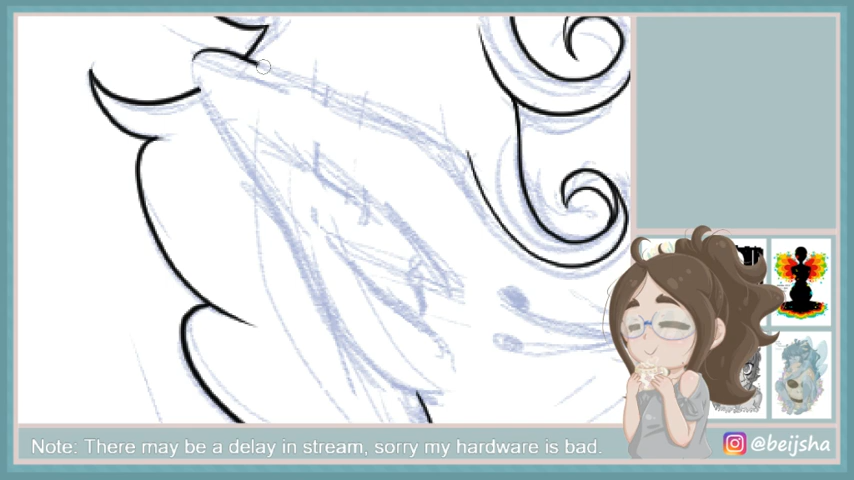 Note: There may be a delay in stream, sorry my hardware is bad.
@beijsha